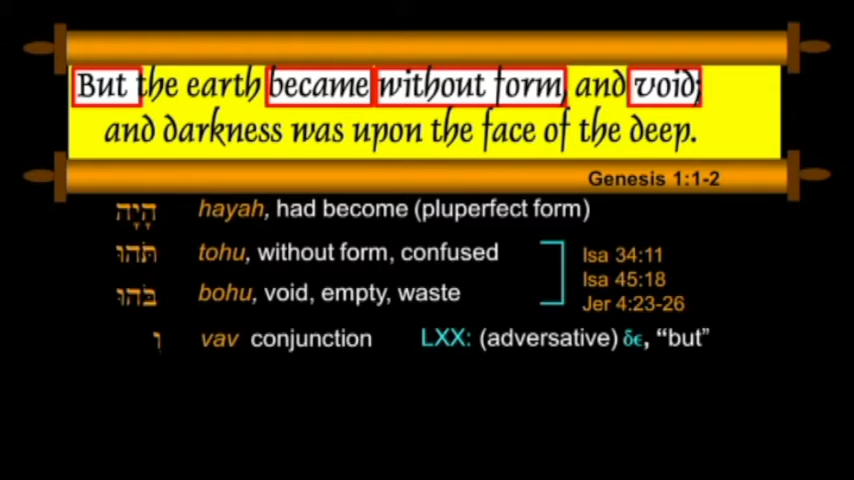 But the earth became without form, and void;
and darkness was upon the face of the deep.
Genesis 1:1-2
הָיָה hayah, had become (pluperfect form)
תֹּהוּ tohu, without form, confused
Isa 34:11
Isa 45:18
Jer 4:23-26
בֹּהוּ bohu, void, empty, waste
וְ vav conjunction LXX: (adversative) δε, “but”